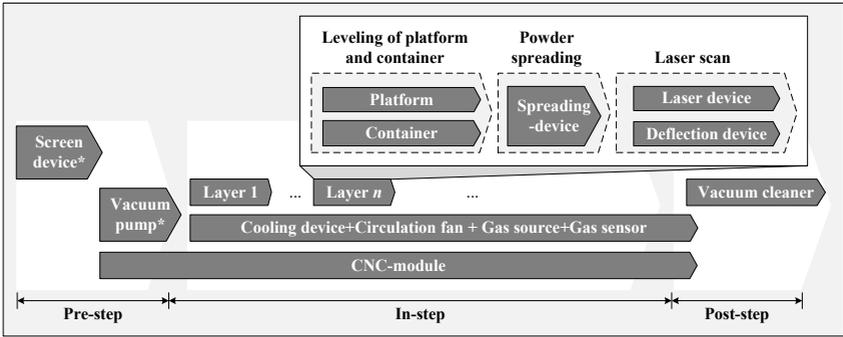 Leveling of platform
and container
Powder
spreading
Laser scan
Platform
Container
Spreading
-device
Laser device
Deflection device
Screen
device*
Vacuum
pump*
Layer 1
...
Layer n
...
Vacuum cleaner
Cooling device+Circulation fan + Gas source+Gas sensor
CNC-module
Pre-step
In-step
Post-step